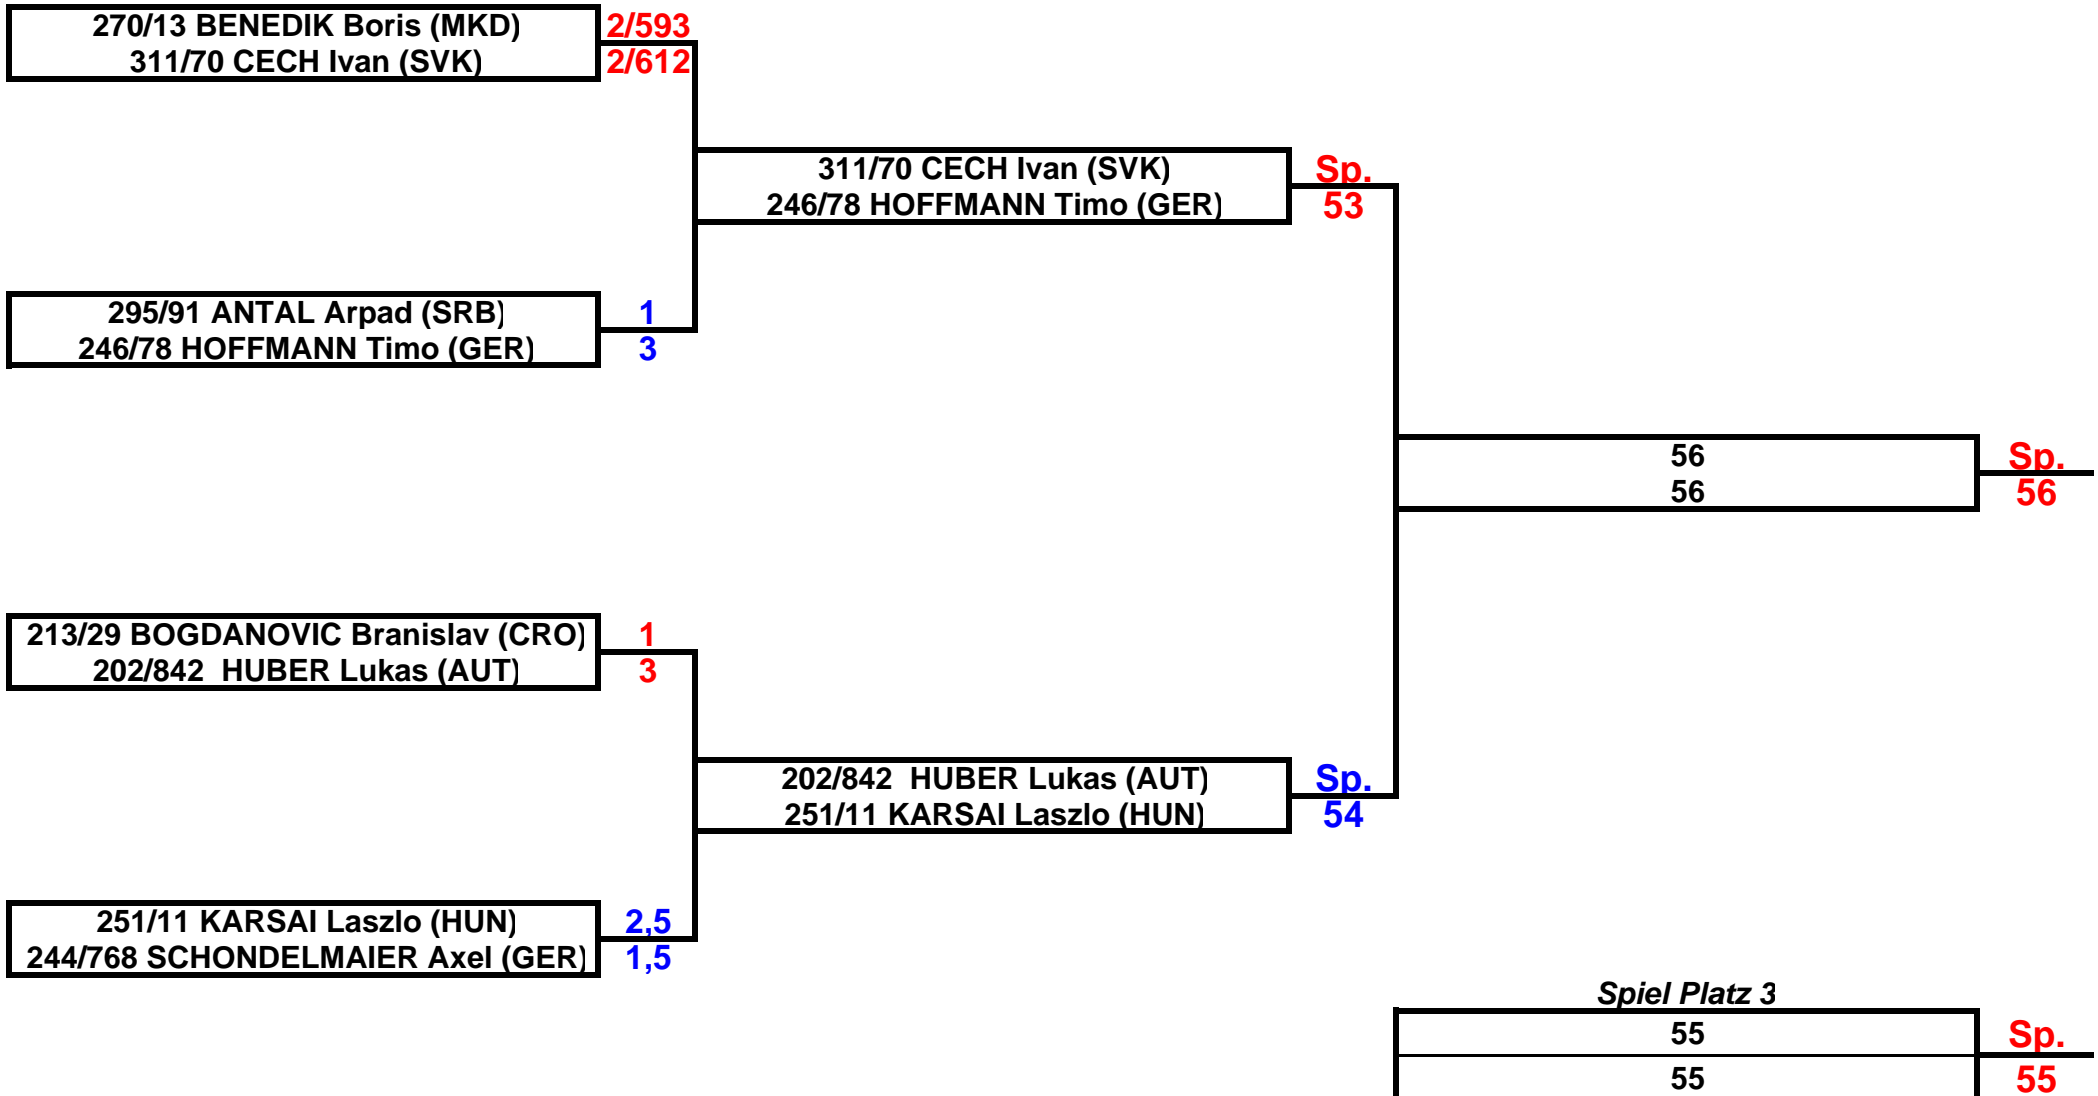 270/13 BENEDIK Boris (MKD) 2/593
311/70 CECH Ivan (SVK) 2/612
311/70 CECH Ivan (SVK) Sp.
246/78 HOFFMANN Timo (GER) 53
295/91 ANTAL Arpad (SRB) 1
246/78 HOFFMANN Timo (GER) 3
56 Sp.
56 56
213/29 BOGDANOVIC Branislav (CRO) 1
202/842 HUBER Lukas (AUT) 3
202/842 HUBER Lukas (AUT) Sp.
251/11 KARSAI Laszlo (HUN) 54
251/11 KARSAI Laszlo (HUN) 2,5
244/768 SCHONDELMAIER Axel (GER) 1,5
Spiel Platz 3
55 Sp.
55 55